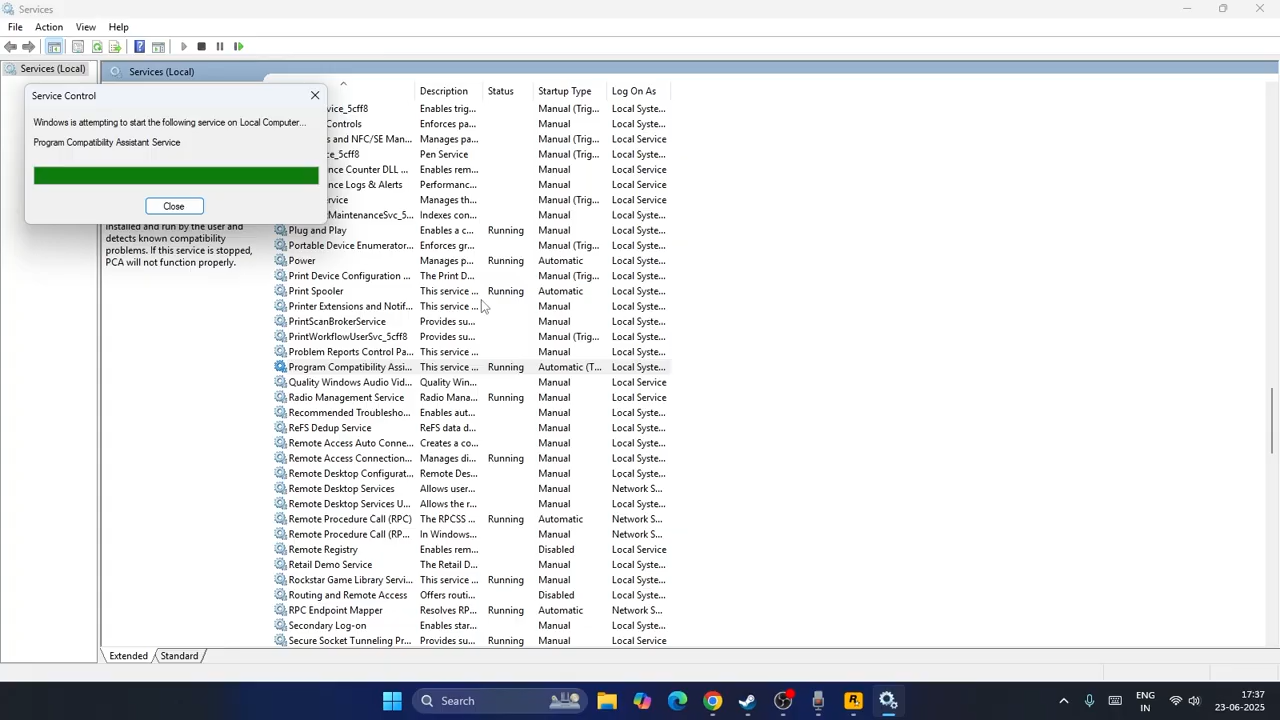 Services
File Action View Help
Services (Local)
Services (Local)
Service Control
Windows is attempting to start the following service on Local Computer...
Program Compatibility Assistant Service
Close
installed and run by the user and
detects known compatibility
problems. If this service is stopped,
PCA will not function properly.
Description Status Startup Type Log On As
vice_5cff8 Enables trig... Manual (Trig... Local Syste...
Controls Enforces pa... Manual Local Syste...
s and NFC/SE Man... Manages pa... Manual (Trig... Local Service
ice_5cff8 Pen Service Manual (Trig... Local Syste...
ance Counter DLL ... Enables rem... Manual Local Service
ance Logs & Alerts Performanc... Manual Local Service
rvice Manages th... Manual (Trig... Local Syste...
MaintenanceSvc_5... Indexes con... Manual Local Syste...
Plug and Play Enables a c... Running Manual Local Syste...
Portable Device Enumerator... Enforces gr... Manual (Trig... Local Syste...
Power Manages p... Running Automatic Local Syste...
Print Device Configuration ... The Print D... Manual (Trig... Local Syste...
Print Spooler This service ... Running Automatic Local Syste...
Printer Extensions and Notif... This service ... Manual Local Syste...
PrintScanBrokerService Provides su... Manual Local Syste...
PrintWorkflowUserSvc_5cff8 Provides su... Manual (Trig... Local Syste...
Problem Reports Control Pa... This service ... Manual Local Syste...
Program Compatibility Assi... This service ... Running Automatic (T... Local Syste...
Quality Windows Audio Vid... Quality Win... Manual Local Service
Radio Management Service Radio Mana... Running Manual Local Service
Recommended Troublesho... Enables aut... Manual Local Syste...
ReFS Dedup Service ReFS data d... Manual Local Syste...
Remote Access Auto Conne... Creates a co... Manual Local Syste...
Remote Access Connection... Manages di... Running Manual Local Syste...
Remote Desktop Configurat... Remote Des... Manual Local Syste...
Remote Desktop Services Allows user... Manual Network S...
Remote Desktop Services U... Allows the r... Manual Local Syste...
Remote Procedure Call (RPC) The RPCSS ... Running Automatic Network S...
Remote Procedure Call (RP... In Windows... Manual Network S...
Remote Registry Enables rem... Disabled Local Service
Retail Demo Service The Retail D... Manual Local Syste...
Rockstar Game Library Servi... This service ... Running Manual Local Syste...
Routing and Remote Access Offers routi... Disabled Local Syste...
RPC Endpoint Mapper Resolves RP... Running Automatic Network S...
Secondary Log-on Enables star... Manual Local Syste...
Secure Socket Tunneling Pr... Provides su... Running Manual Local Service
Extended Standard
Search
ENG
IN
17:37
23-06-2025